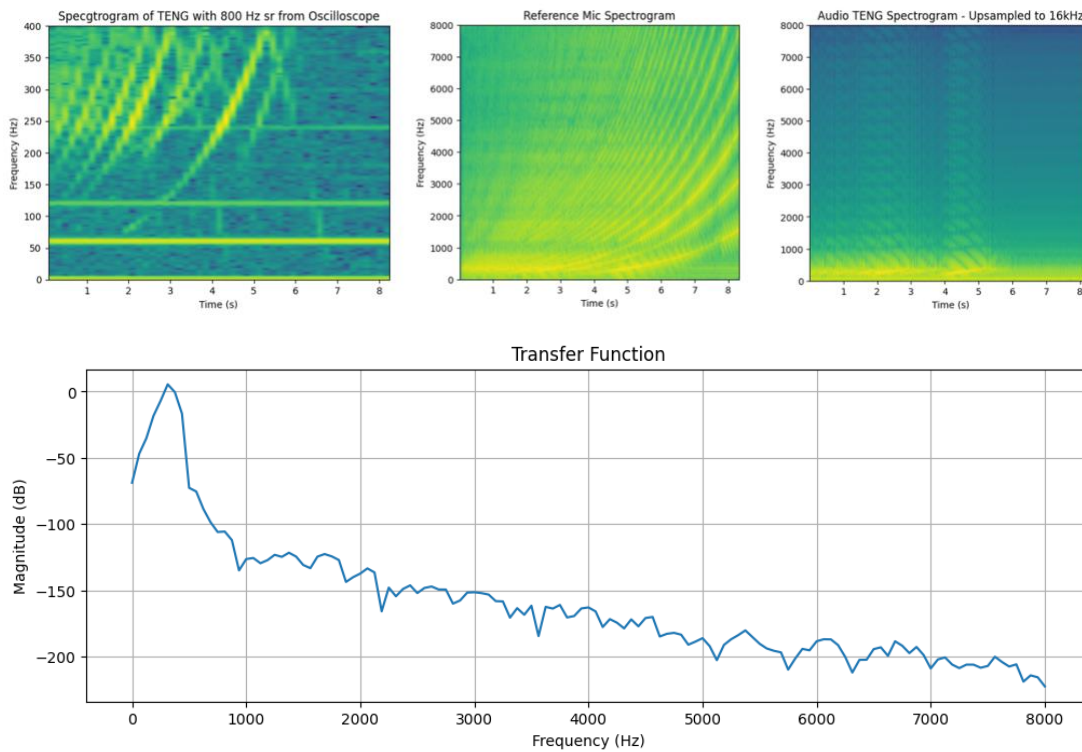 Specgtrogram of TENG with 800 Hz sr from Oscilloscope
400
350
300
250
200
150
100
50
0
Frequency (Hz)
1 2 3 4 5 6 7 8
Time (s)
Reference Mic Spectrogram
8000
7000
6000
5000
4000
3000
2000
1000
0
Frequency (Hz)
1 2 3 4 5 6 7 8
Time (s)
Audio TENG Spectrogram - Upsampled to 16kHz
8000
7000
6000
5000
4000
3000
2000
1000
0
Frequency (Hz)
1 2 3 4 5 6 7 8
Time (s)
Transfer Function
0
−50
−100
−150
−200
Magnitude (dB)
0 1000 2000 3000 4000 5000 6000 7000 8000
Frequency (Hz)